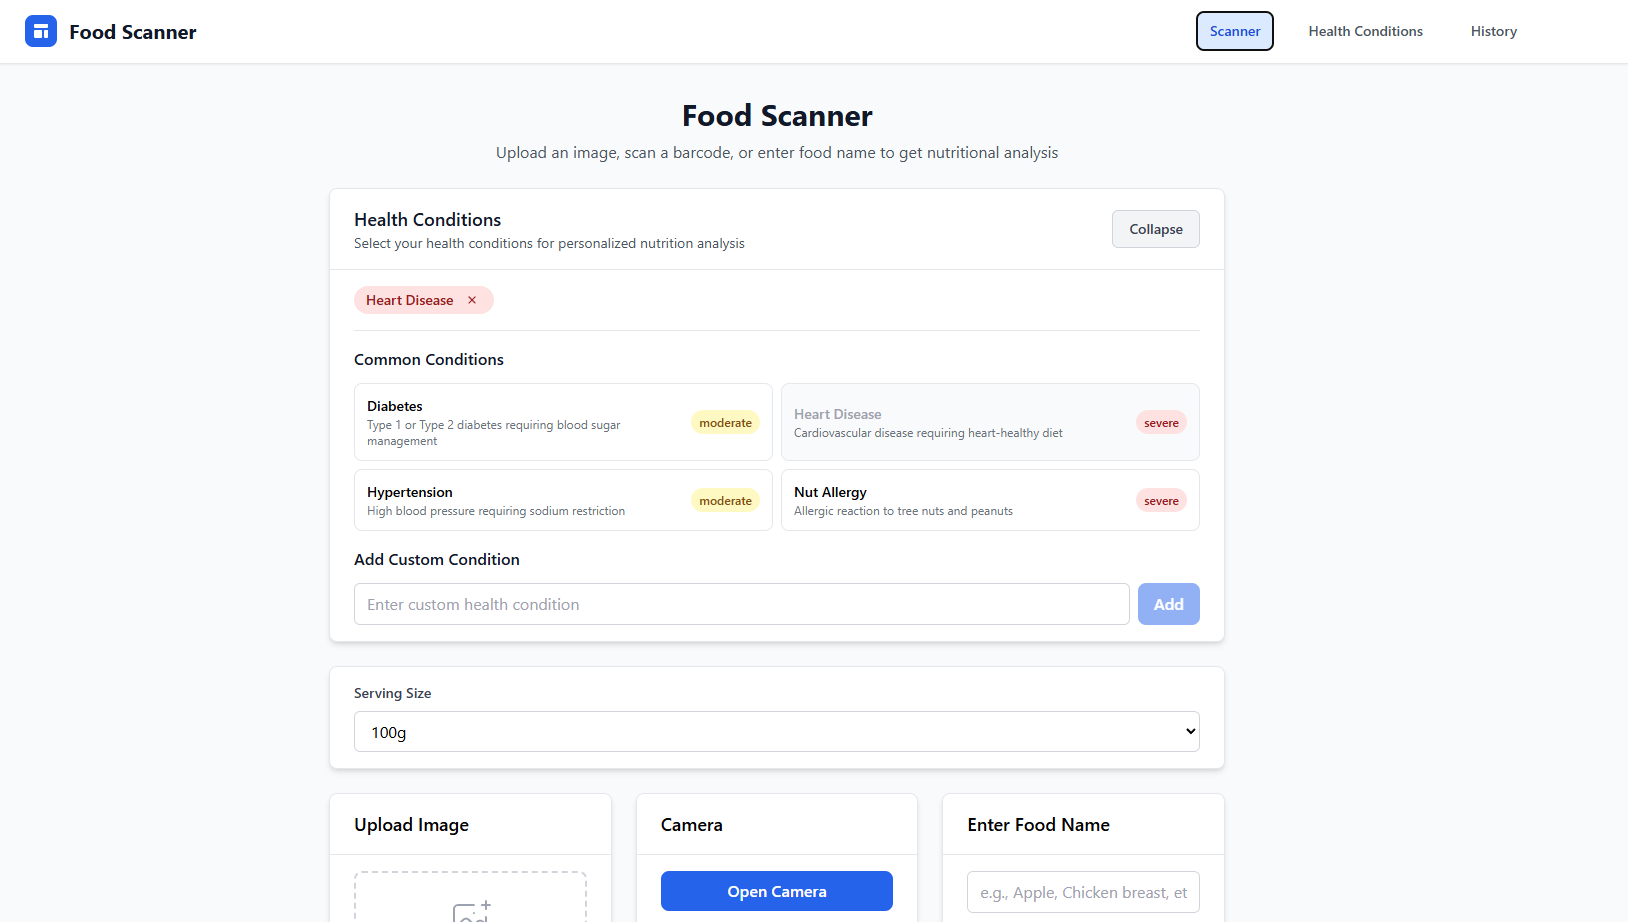 Food Scanner
Scanner
Health Conditions
History
Food Scanner
Upload an image, scan a barcode, or enter food name to get nutritional analysis
Health Conditions
Select your health conditions for personalized nutrition analysis
Collapse
Heart Disease ×
Common Conditions
Diabetes
Type 1 or Type 2 diabetes requiring blood sugar
management
moderate
Heart Disease
Cardiovascular disease requiring heart-healthy diet
severe
Hypertension
High blood pressure requiring sodium restriction
moderate
Nut Allergy
Allergic reaction to tree nuts and peanuts
severe
Add Custom Condition
Enter custom health condition
Add
Serving Size
100g
Upload Image
Camera
Open Camera
Enter Food Name
e.g., Apple, Chicken breast, et